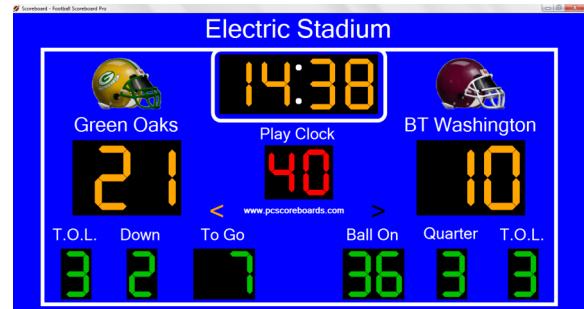 Scoreboard - Football Scoreboard Pro
Electric Stadium
14:38
Green Oaks
Play Clock
BT Washington
21
40
10
< www.pcscoreboards.com >
T.O.L. Down To Go Ball On Quarter T.O.L.
3 2 7 36 3 3